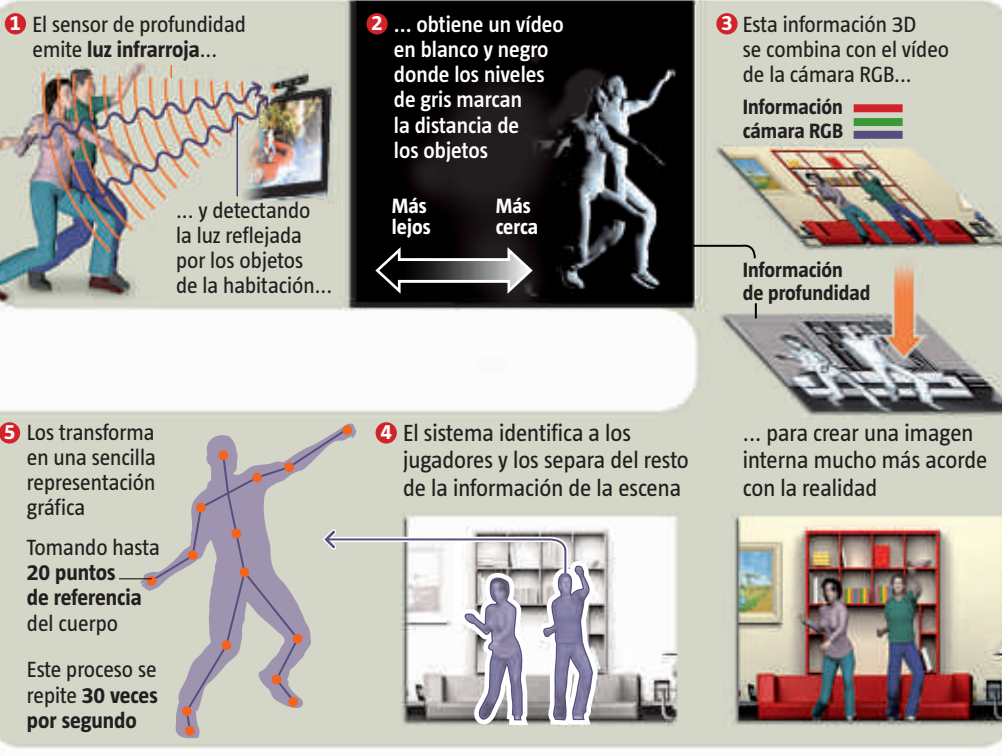 1 El sensor de profundidad
emite luz infrarroja...
... y detectando
la luz reflejada
por los objetos
de la habitación...
2 ... obtiene un vídeo
en blanco y negro
donde los niveles
de gris marcan
la distancia de
los objetos
Más
lejos
Más
cerca
3 Esta información 3D
se combina con el vídeo
de la cámara RGB...
Información
cámara RGB
Información
de profundidad
... para crear una imagen
interna mucho más acorde
con la realidad
4 El sistema identifica a los
jugadores y los separa del resto
de la información de la escena
5 Los transforma
en una sencilla
representación
gráfica
Tomando hasta
20 puntos
de referencia
del cuerpo
Este proceso se
repite 30 veces
por segundo